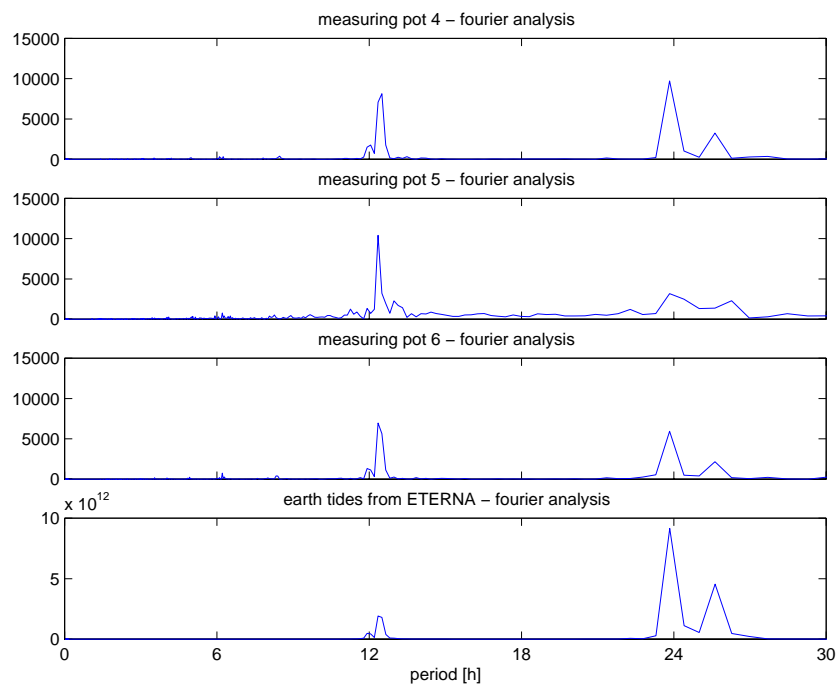 measuring pot 4 − fourier analysis
15000
10000
5000
0
measuring pot 5 − fourier analysis
15000
10000
5000
0
measuring pot 6 − fourier analysis
15000
10000
5000
0
x 10^12
earth tides from ETERNA − fourier analysis
10
5
0
0 6 12 18 24 30
period [h]